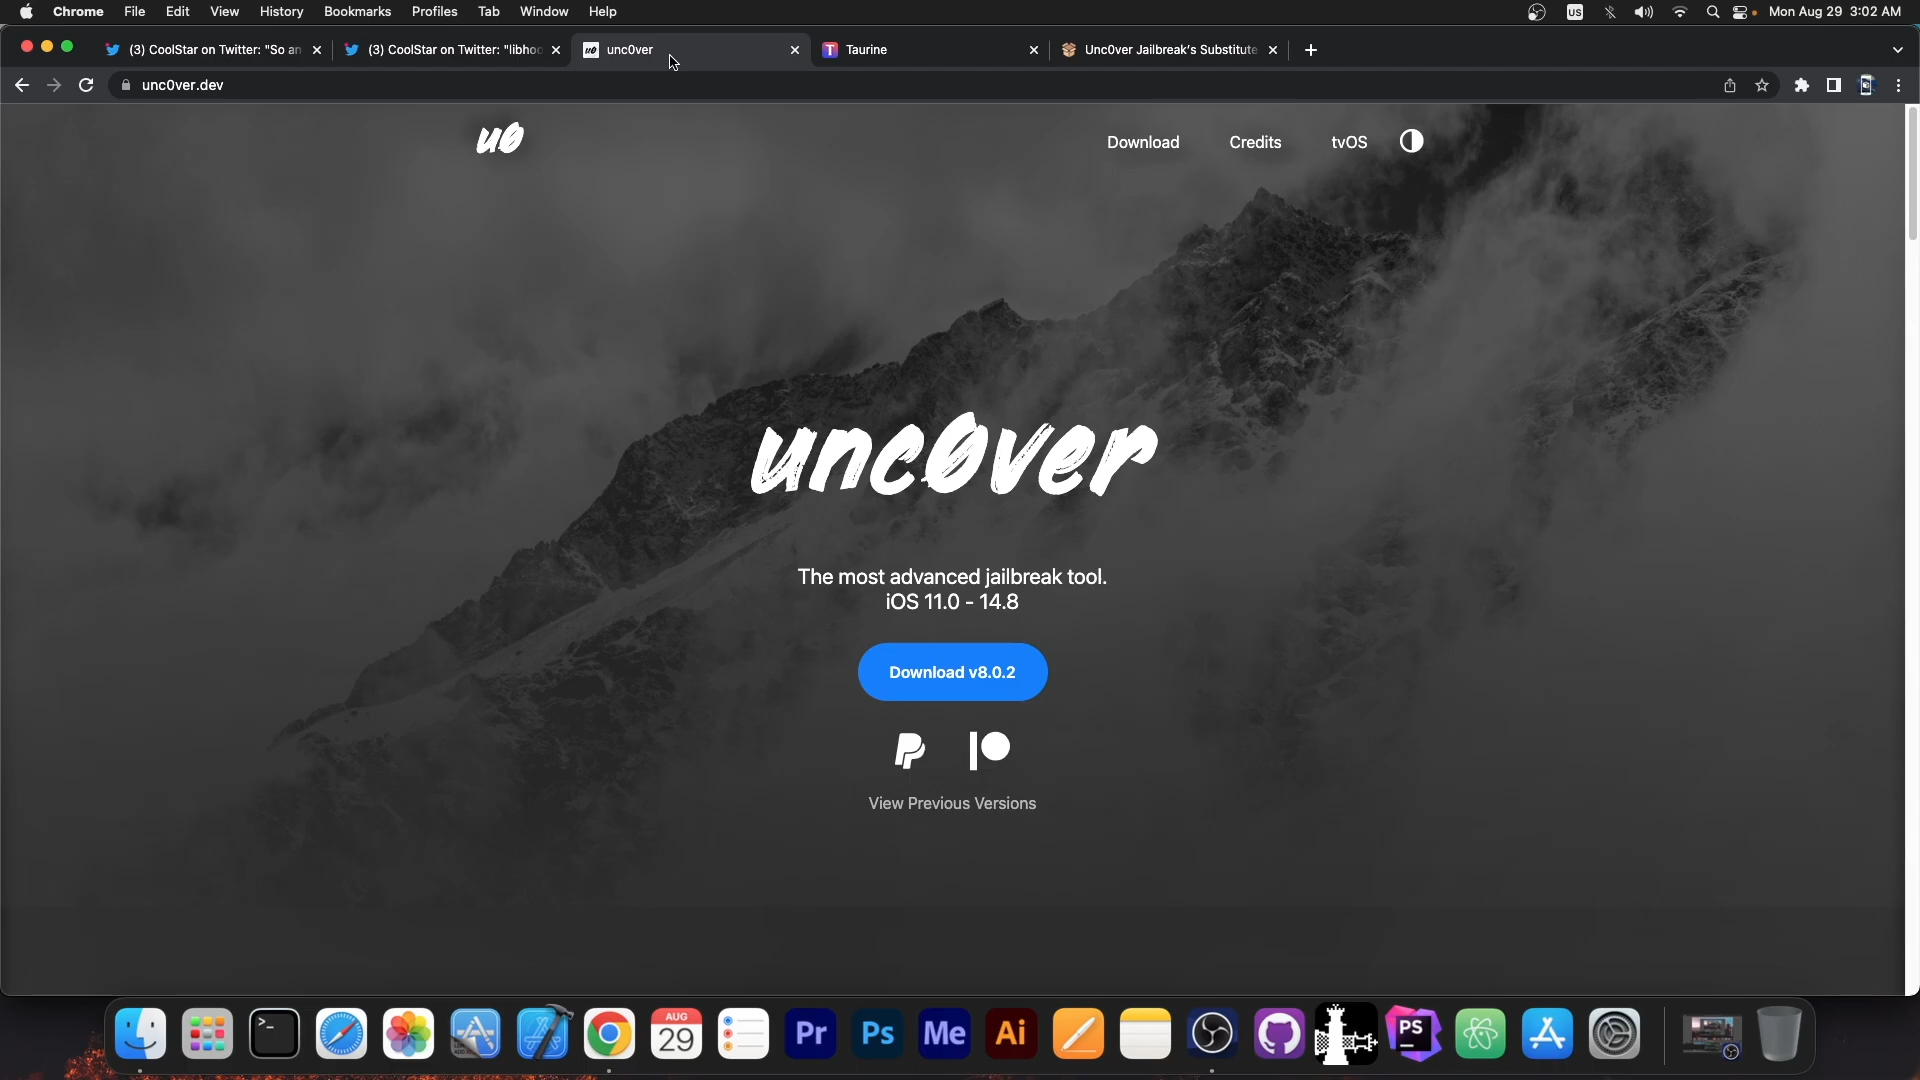 Chrome File Edit View History Bookmarks Profiles Tab Window Help US Mon Aug 29 3:02 AM
(3) CoolStar on Twitter: "So an
(3) CoolStar on Twitter: "libhoo
unc0ver
Taurine
Unc0ver Jailbreak's Substitute
unc0ver.dev
u0
Download Credits tvOS
unc0ver
The most advanced jailbreak tool.
iOS 11.0 - 14.8
Download v8.0.2
View Previous Versions
AUG
29
Pr
Ps
Me
Ai
PS